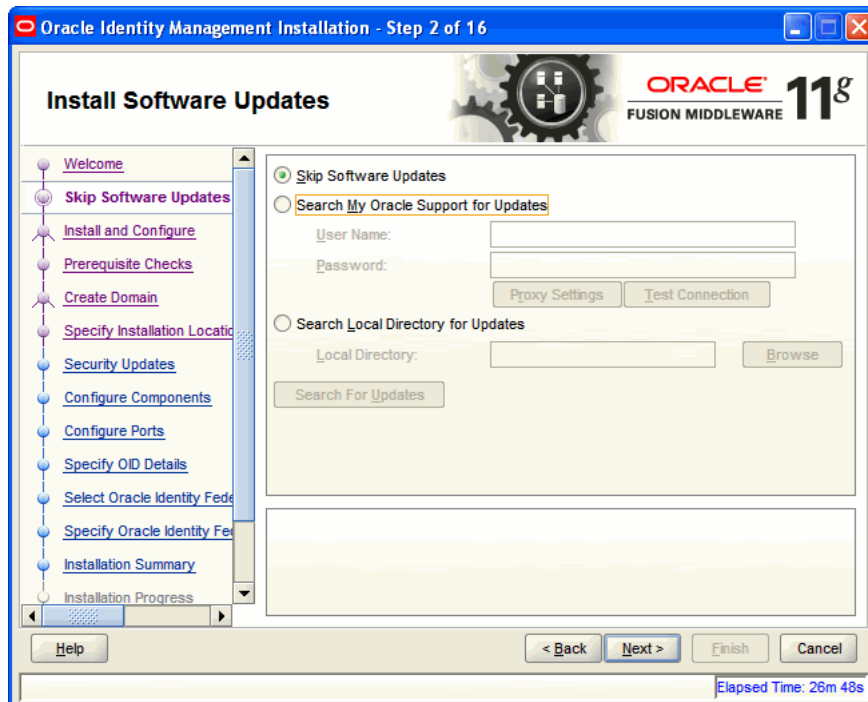 Oracle Identity Management Installation - Step 2 of 16
Install Software Updates
ORACLE
FUSION MIDDLEWARE
11g
Welcome
Skip Software Updates
Install and Configure
Prerequisite Checks
Create Domain
Specify Installation Locatio
Security Updates
Configure Components
Configure Ports
Specify OID Details
Select Oracle Identity Fede
Specify Oracle Identity Fe
Installation Summary
Installation Progress
Skip Software Updates
Search My Oracle Support for Updates
User Name:
Password:
Proxy Settings
Test Connection
Search Local Directory for Updates
Local Directory:
Browse
Search For Updates
Help
< Back
Next >
Finish
Cancel
Elapsed Time: 26m 48s